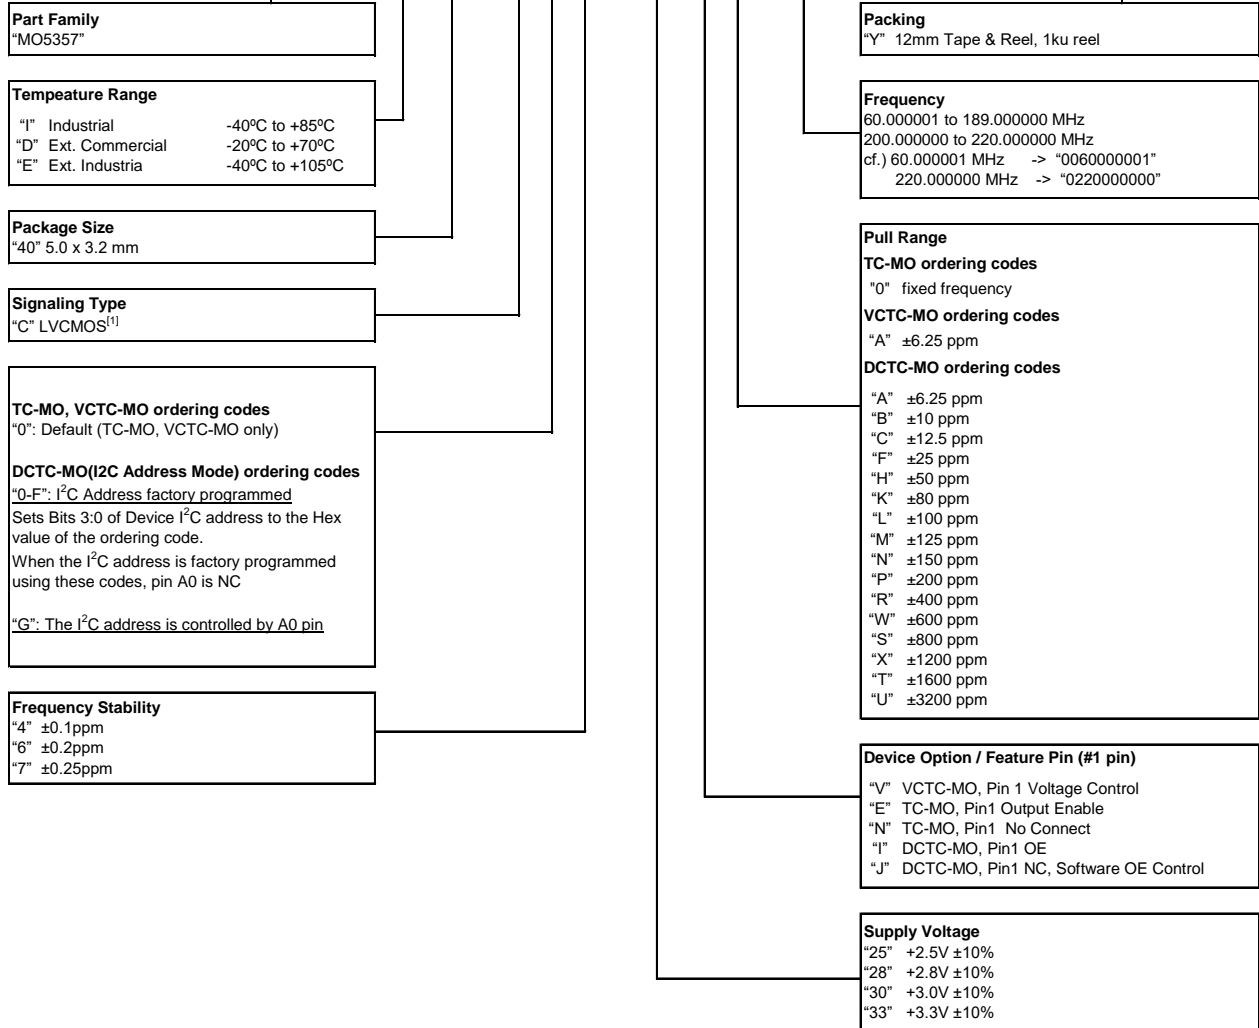 Part Family
“MO5357”
Tempeature Range
“I” Industrial -40ºC to +85ºC
“D” Ext. Commercial -20ºC to +70ºC
“E” Ext. Industria -40ºC to +105ºC
Package Size
“40” 5.0 x 3.2 mm
Signaling Type
“C” LVCMOS[1]
TC-MO, VCTC-MO ordering codes
“0”: Default (TC-MO, VCTC-MO only)
DCTC-MO(I2C Address Mode) ordering codes
“0-F”: I²C Address factory programmed
Sets Bits 3:0 of Device I²C address to the Hex
value of the ordering code.
When the I²C address is factory programmed
using these codes, pin A0 is NC
“G”: The I²C address is controlled by A0 pin
Frequency Stability
“4” ±0.1ppm
“6” ±0.2ppm
“7” ±0.25ppm
Packing
“Y” 12mm Tape & Reel, 1ku reel
Frequency
60.000001 to 189.000000 MHz
200.000000 to 220.000000 MHz
cf.) 60.000001 MHz -> “0060000001”
220.000000 MHz -> “0220000000”
Pull Range
TC-MO ordering codes
"0" fixed frequency
VCTC-MO ordering codes
“A” ±6.25 ppm
DCTC-MO ordering codes
“A” ±6.25 ppm
“B” ±10 ppm
“C” ±12.5 ppm
“F” ±25 ppm
“H” ±50 ppm
“K” ±80 ppm
“L” ±100 ppm
“M” ±125 ppm
“N” ±150 ppm
“P” ±200 ppm
“R” ±400 ppm
“W” ±600 ppm
“S” ±800 ppm
“X” ±1200 ppm
“T” ±1600 ppm
“U” ±3200 ppm
Device Option / Feature Pin (#1 pin)
“V” VCTC-MO, Pin 1 Voltage Control
“E” TC-MO, Pin1 Output Enable
“N” TC-MO, Pin1 No Connect
“I” DCTC-MO, Pin1 OE
“J” DCTC-MO, Pin1 NC, Software OE Control
Supply Voltage
“25” +2.5V ±10%
“28” +2.8V ±10%
“30” +3.0V ±10%
“33” +3.3V ±10%